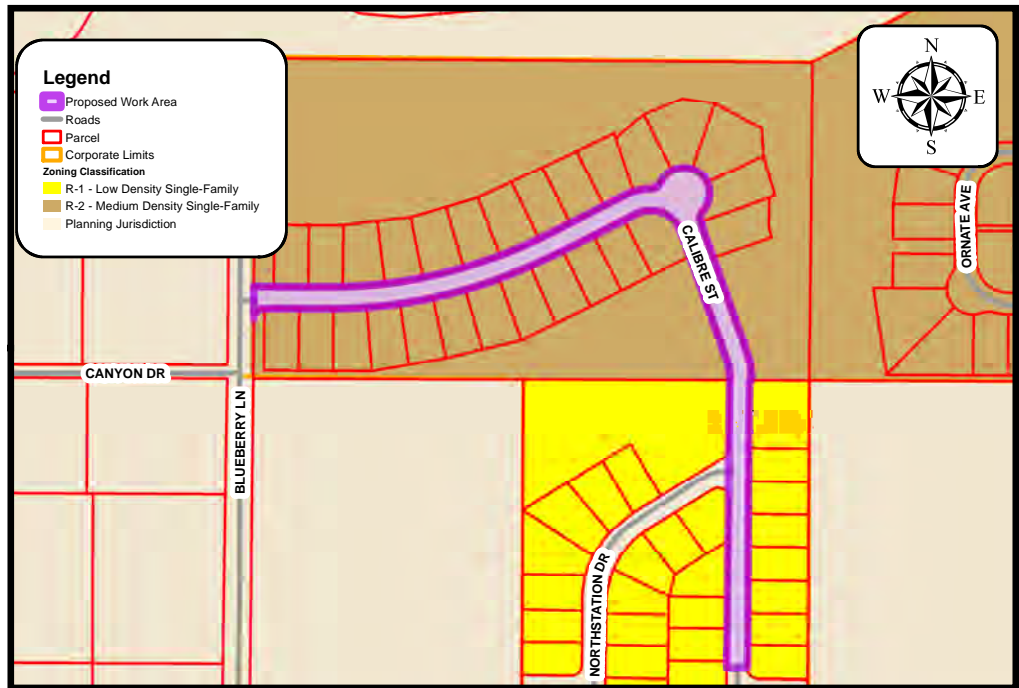 Legend
Proposed Work Area
Roads
Parcel
Corporate Limits
Zoning Classification
R-1 - Low Density Single-Family
R-2 - Medium Density Single-Family
Planning Jurisdiction
N
W
E
S
ORNATE AVE
CALIBRE ST
CANYON DR
BLUEBERRY LN
NORTHSTATION DR